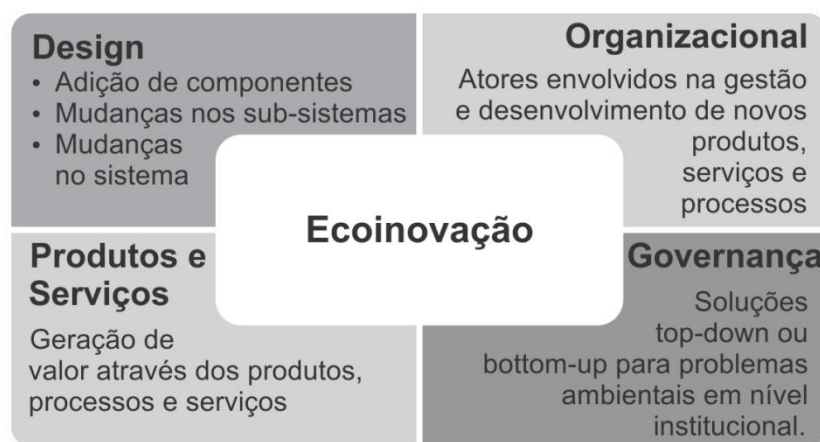 Design
• Adição de componentes
• Mudanças nos sub-sistemas
• Mudanças
no sistema
Organizacional
Atores envolvidos na gestão
e desenvolvimento de novos
produtos,
serviços e
processos
Ecoinovação
Produtos e
Serviços
Geração de
valor através dos produtos,
processos e serviços
Governança
Soluções
top-down ou
bottom-up para problemas
ambientais em nível
institucional.